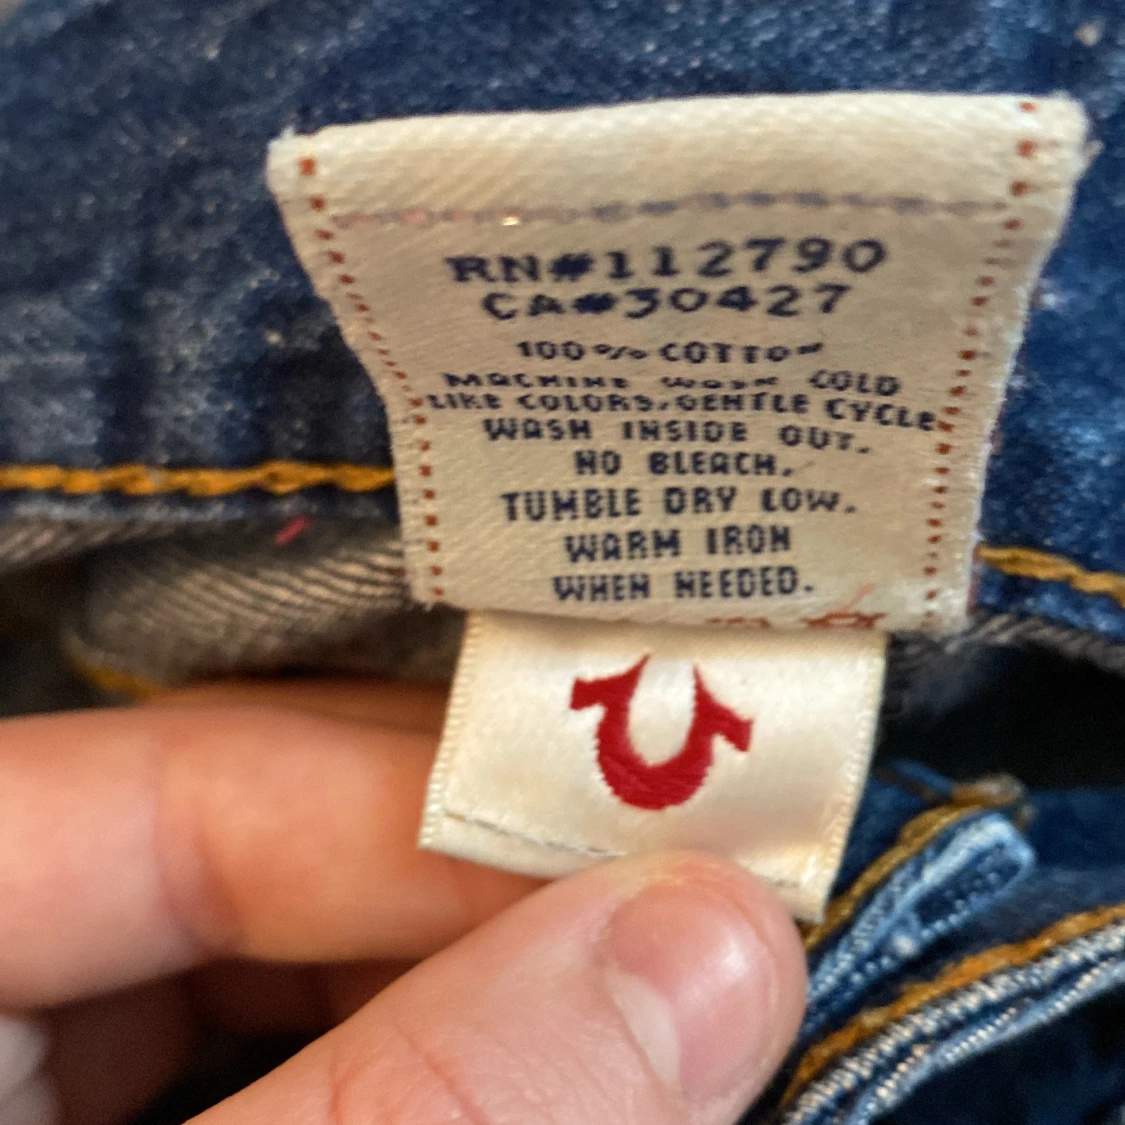 RN#112790
CA#30427
100% COTTON
MACHINE WASH COLD
LIKE COLORS, GENTLE CYCLE
WASH INSIDE OUT.
NO BLEACH.
TUMBLE DRY LOW.
WARM IRON
WHEN NEEDED.